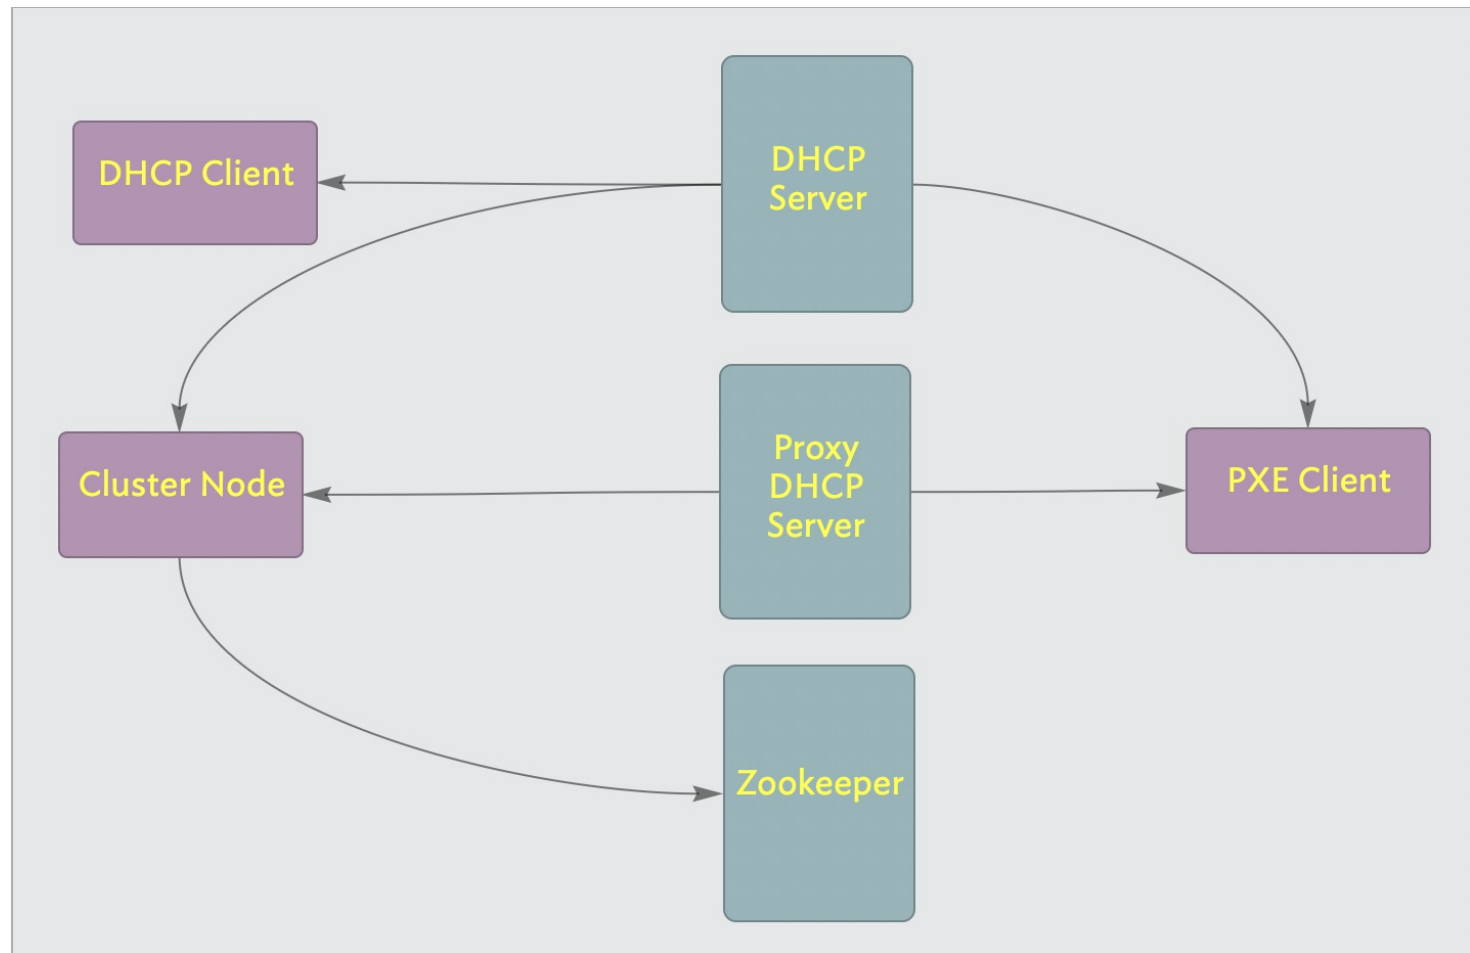 DHCP
Server
DHCP Client
Proxy
DHCP
Server
Cluster Node
PXE Client
Zookeeper